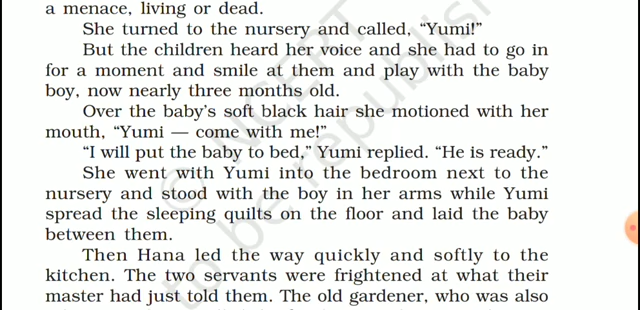 a menace, living or dead.
She turned to the nursery and called, “Yumi!”
But the children heard her voice and she had to go in
for a moment and smile at them and play with the baby
boy, now nearly three months old.
Over the baby’s soft black hair she motioned with her
mouth, “Yumi — come with me!”
“I will put the baby to bed,” Yumi replied. “He is ready.”
She went with Yumi into the bedroom next to the
nursery and stood with the boy in her arms while Yumi
spread the sleeping quilts on the floor and laid the baby
between them.
Then Hana led the way quickly and softly to the
kitchen. The two servants were frightened at what their
master had just told them. The old gardener, who was also
© NCERT
to be republish